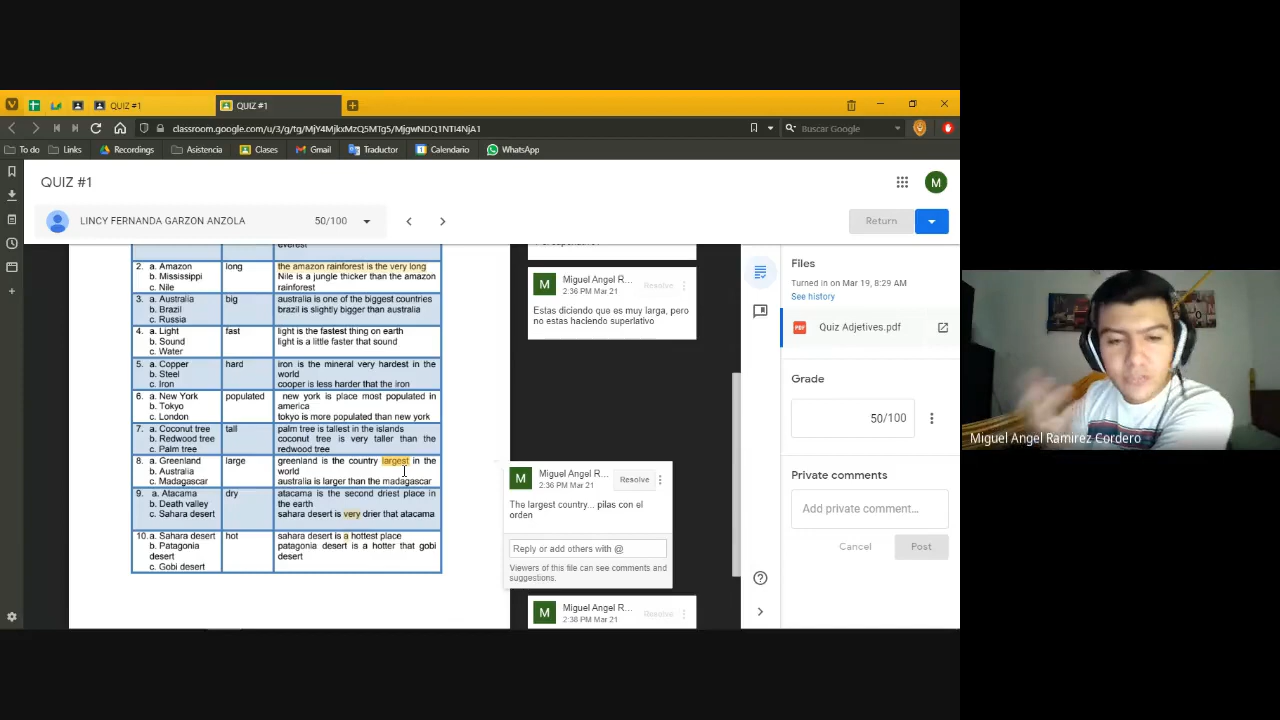 QUIZ #1
QUIZ #1
classroom.google.com/u/3/g/tg/MjY4MjkxMzQ5MTg5/MjgwNDQ1NTI4NjA1
Buscar Google
To do
Links
Recordings
Asistencia
Clases
Gmail
Traductor
Calendario
WhatsApp
QUIZ #1
M
LINCY FERNANDA GARZON ANZOLA
50/100
Return
everest
2. a. Amazon
b. Mississippi
c. Nile
long
the amazon rainforest is the very long
Nile is a jungle thicker than the amazon
rainforest
3. a. Australia
b. Brazil
c. Russia
big
australia is one of the biggest countries
brazil is slightly bigger than australia
4. a. Light
b. Sound
c. Water
fast
light is the fastest thing on earth
light is a little faster that sound
5. a. Copper
b. Steel
c. Iron
hard
iron is the mineral very hardest in the
world
cooper is less harder that the iron
6. a. New York
b. Tokyo
c. London
populated
new york is place most populated in
america
tokyo is more populated than new york
7. a. Coconut tree
b. Redwood tree
c. Palm tree
tall
palm tree is tallest in the islands
coconut tree is very taller than the
redwood tree
8. a. Greenland
b. Australia
c. Madagascar
large
greenland is the country largest in the
world
australia is larger than the madagascar
9. a. Atacama
b. Death valley
c. Sahara desert
dry
atacama is the second driest place in
the earth
sahara desert is very drier that atacama
10. a. Sahara desert
b. Patagonia
desert
c. Gobi desert
hot
sahara desert is a hottest place
patagonia desert is a hotter that gobi
desert
M
Miguel Angel R...
2:36 PM Mar 21
Resolve
Estas diciendo que es muy larga, pero
no estas haciendo superlativo
M
Miguel Angel R...
2:36 PM Mar 21
Resolve
The largest country... pilas con el
orden
Reply or add others with @
Viewers of this file can see comments and
suggestions.
M
Miguel Angel R...
2:38 PM Mar 21
Resolve
Files
Turned in on Mar 19, 8:29 AM
See history
PDF
Quiz Adjetives.pdf
Grade
50/100
Private comments
Add private comment...
Cancel
Post
Miguel Angel Ramirez Cordero